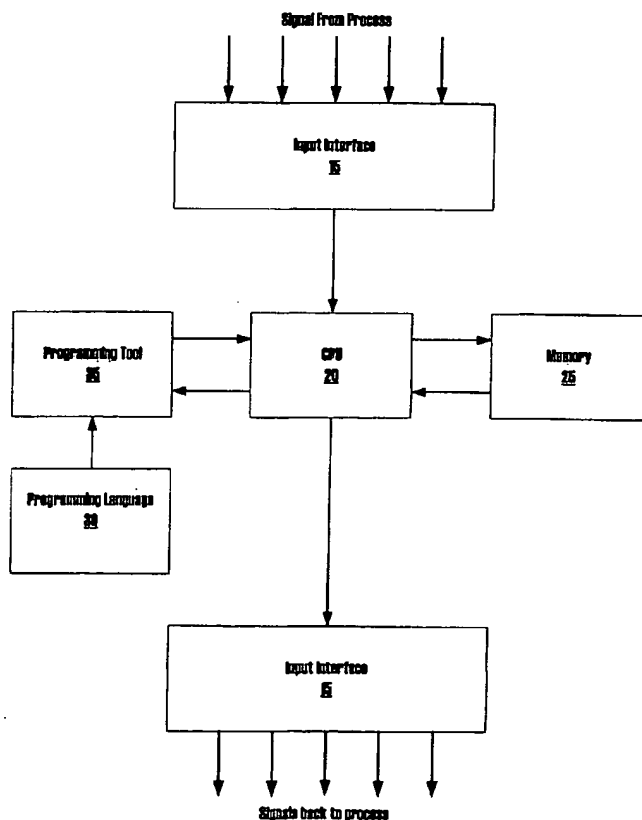 Signal From Process
Input Interface
15
Programming Tool
35
CPU
20
Memory
25
Programming Language
30
Input Interface
15
Signals back to process